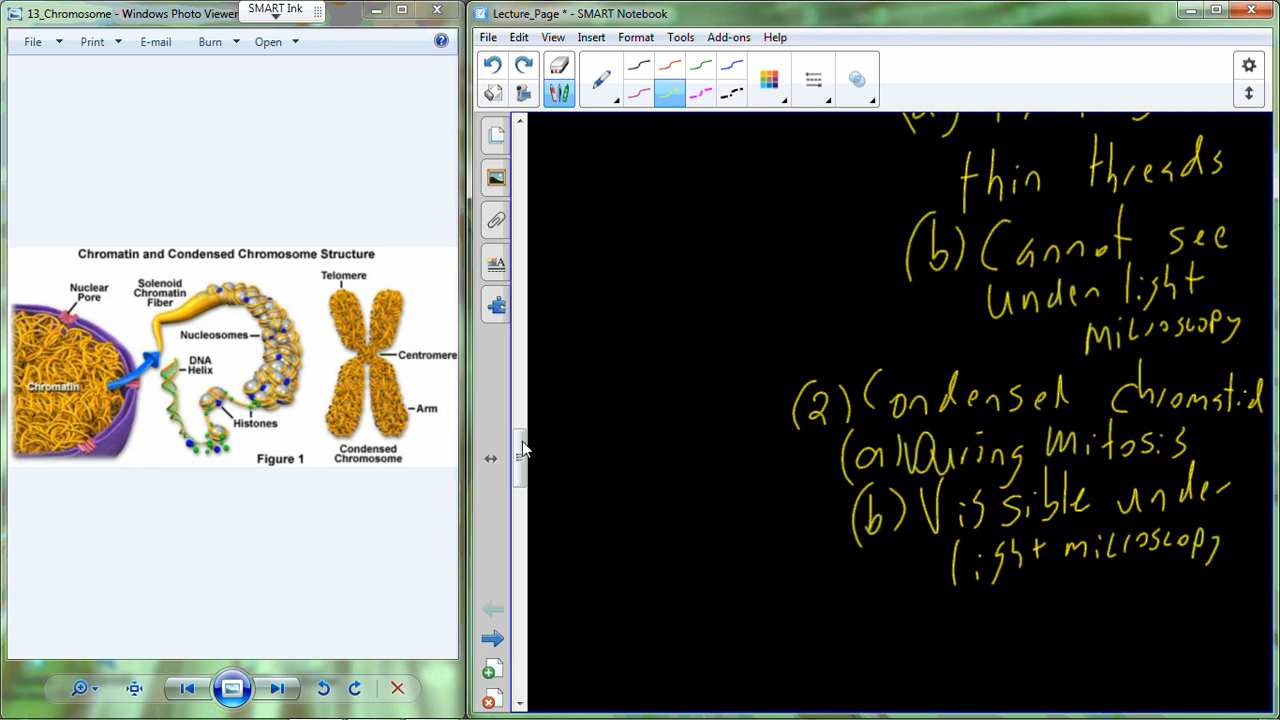 13_Chromosome - Windows Photo Viewer
SMART Ink
File Print E-mail Burn Open
Chromatin and Condensed Chromosome Structure
Nuclear
Pore
Solenoid
Chromatin
Fiber
Telomere
Nucleosomes
DNA
Helix
Centromere
Chromatin
Histones
Arm
Condensed
Chromosome
Figure 1
Lecture_Page * - SMART Notebook
File Edit View Insert Format Tools Add-ons Help
thin threads
(b) Cannot see
under light
microscopy
(2) Condensed chromatid
(a) During Mitosis
(b) Vissible under
light microscopy